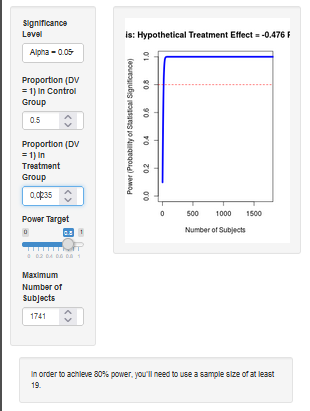 Significance
Level
Alpha = 0.05
Proportion (DV
= 1) in Control
Group
0.5
Proportion (DV
= 1) in
Treatment
Group
0.0235
Power Target
0
0.8
1
0 0.2 0.4 0.6 0.8 1
Maximum
Number of
Subjects
1741
is: Hypothetical Treatment Effect = -0.476 F
Power (Probability of Statistical Significance)
1.0
0.8
0.6
0.4
0.2
0.0
0 500 1000 1500
Number of Subjects
In order to achieve 80% power, you'll need to use a sample size of at least
19.